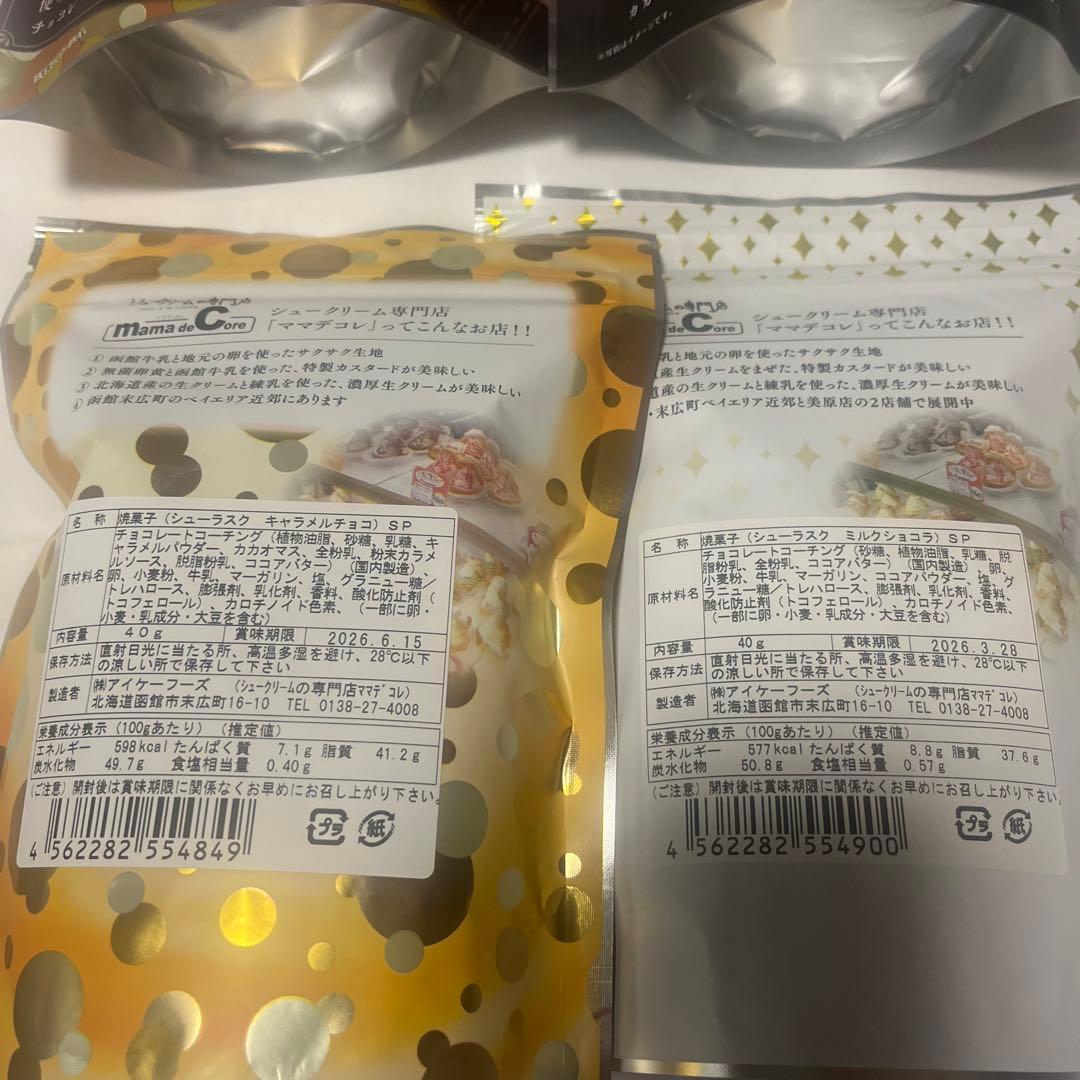 チョコレ
※写真はイメージです。
シュークリームの専門店
mama de Core
シュークリーム専門店
「ママデコレ」ってこんなお店!!
① 函館牛乳と地元の卵を使ったサクサク生地
② 無菌卵黄と函館牛乳を使った、特製カスタードが美味しい
③ 北海道産の生クリームと練乳を使った、濃厚生クリームが美味しい
④ 函館末広町のベイエリア近郊にあります
名 称 焼菓子(シューラスク キャラメルチョコ)SP
原材料名 チョコレートコーチング(植物油脂、砂糖、乳糖、キ
ャラメルパウダー、カカオマス、全粉乳、粉末カラメ
ルソース、脱脂粉乳、ココアバター)(国内製造)、
卵、小麦粉、牛乳、マーガリン、塩、グラニュー糖/
トレハロース、膨張剤、乳化剤、香料、酸化防止剤(
トコフェロール)、カロチノイド色素、(一部に卵・
小麦・乳成分・大豆を含む)
内容量 40g 賞味期限 2026.6.15
保存方法 直射日光に当たる所、高温多湿を避け、28℃以下
の涼しい所で保存して下さい
製造者 ㈱アイケーフーズ (シュークリームの専門店ママデコレ)
北海道函館市末広町16-10 TEL 0138-27-4008
栄養成分表示(100gあたり)(推定値)
エネルギー 598kcal たんぱく質 7.1g 脂質 41.2g
炭水化物 49.7g 食塩相当量 0.40g
(ご注意)開封後は賞味期限に関係なくお早めにお召し上がり下さい。
プラ 紙
4 562282 554849
の専門店
ma de Core
シュークリーム専門店
「ママデコレ」ってこんなお店!!
乳と地元の卵を使ったサクサク生地
道産生クリームをまぜた、特製カスタードが美味しい
道産の生クリームと練乳を使った、濃厚生クリームが美味しい
・末広町ベイエリア近郊と美原店の2店舗で展開中
名 称 焼菓子(シューラスク ミルクショコラ)SP
原材料名 チョコレートコーチング(砂糖、植物油脂、乳糖、脱
脂粉乳、全粉乳、ココアバター)(国内製造)、卵、
小麦粉、牛乳、マーガリン、ココアパウダー、塩、グ
ラニュー糖/トレハロース、膨張剤、乳化剤、香料、
酸化防止剤(トコフェロール)、カロチノイド色素、
(一部に卵・小麦・乳成分・大豆を含む)
内容量 40g 賞味期限 2026.3.28
保存方法 直射日光に当たる所、高温多湿を避け、28℃以下
の涼しい所で保存して下さい
製造者 ㈱アイケーフーズ (シュークリームの専門店ママデコレ)
北海道函館市末広町16-10 TEL 0138-27-4008
栄養成分表示(100gあたり)(推定値)
エネルギー 577kcal たんぱく質 8.8g 脂質 37.6g
炭水化物 50.8g 食塩相当量 0.57g
(ご注意)開封後は賞味期限に関係なくお早めにお召し上がり下さい。
プラ 紙
4 562282 554900